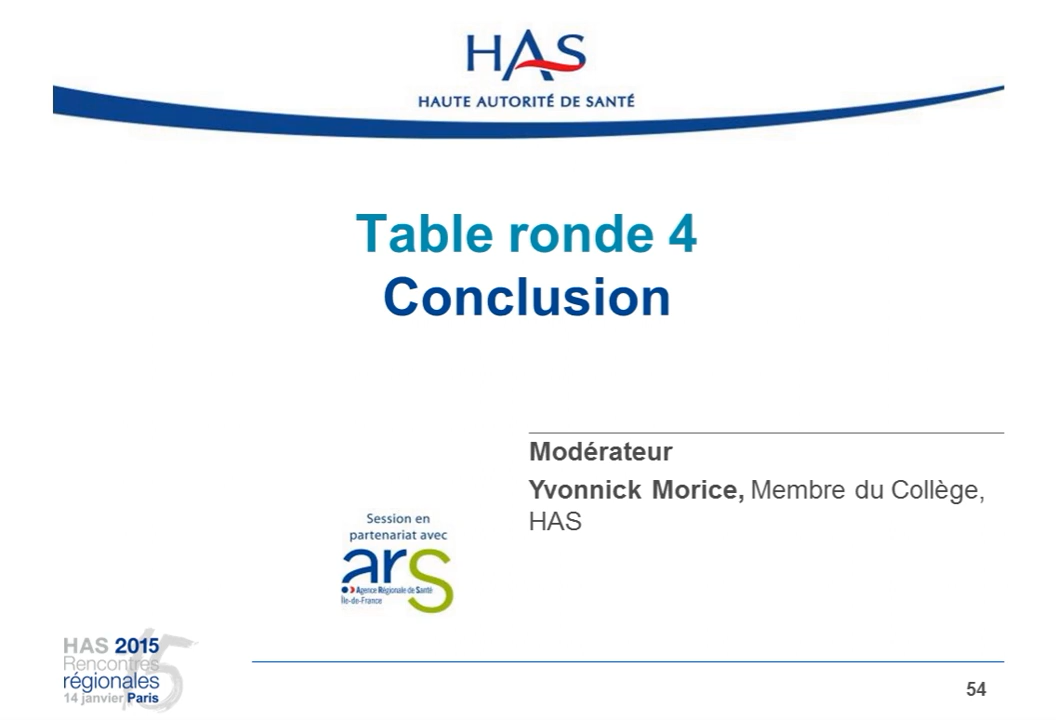 HAS
HAUTE AUTORITÉ DE SANTÉ
Table ronde 4
Conclusion
Modérateur
Yvonnick Morice, Membre du Collège,
HAS
Session en
partenariat avec
ars
Agence Régionale de Santé
Île-de-France
HAS 2015
Rencontres
régionales
14 janvier Paris
15
54